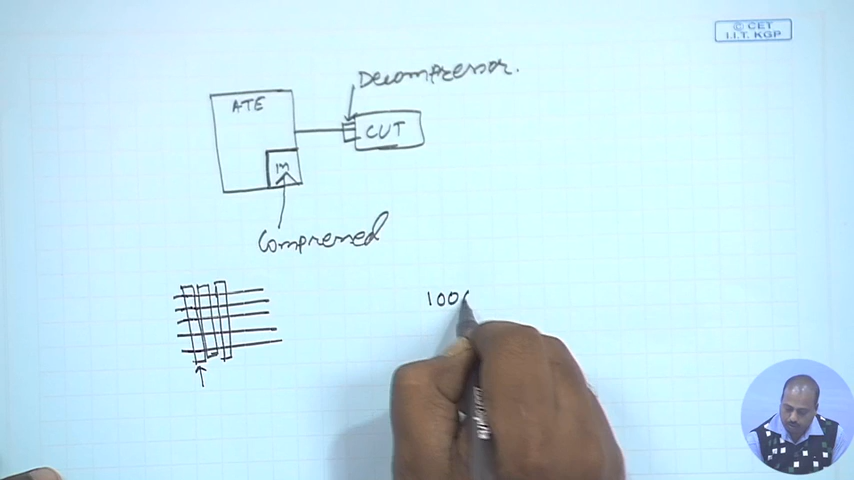 © CET
I.I.T. KGP
Decompressor.
ATE
CUT
m
Compressed
100